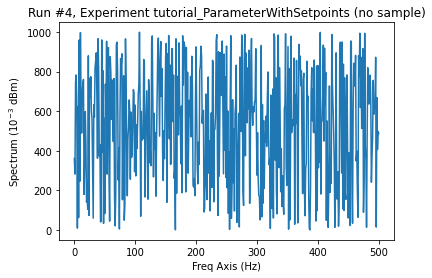 Run #4, Experiment tutorial_ParameterWithSetpoints (no sample)
1000
800
600
400
200
0
Spectrum (10⁻³ dBm)
0 100 200 300 400 500
Freq Axis (Hz)